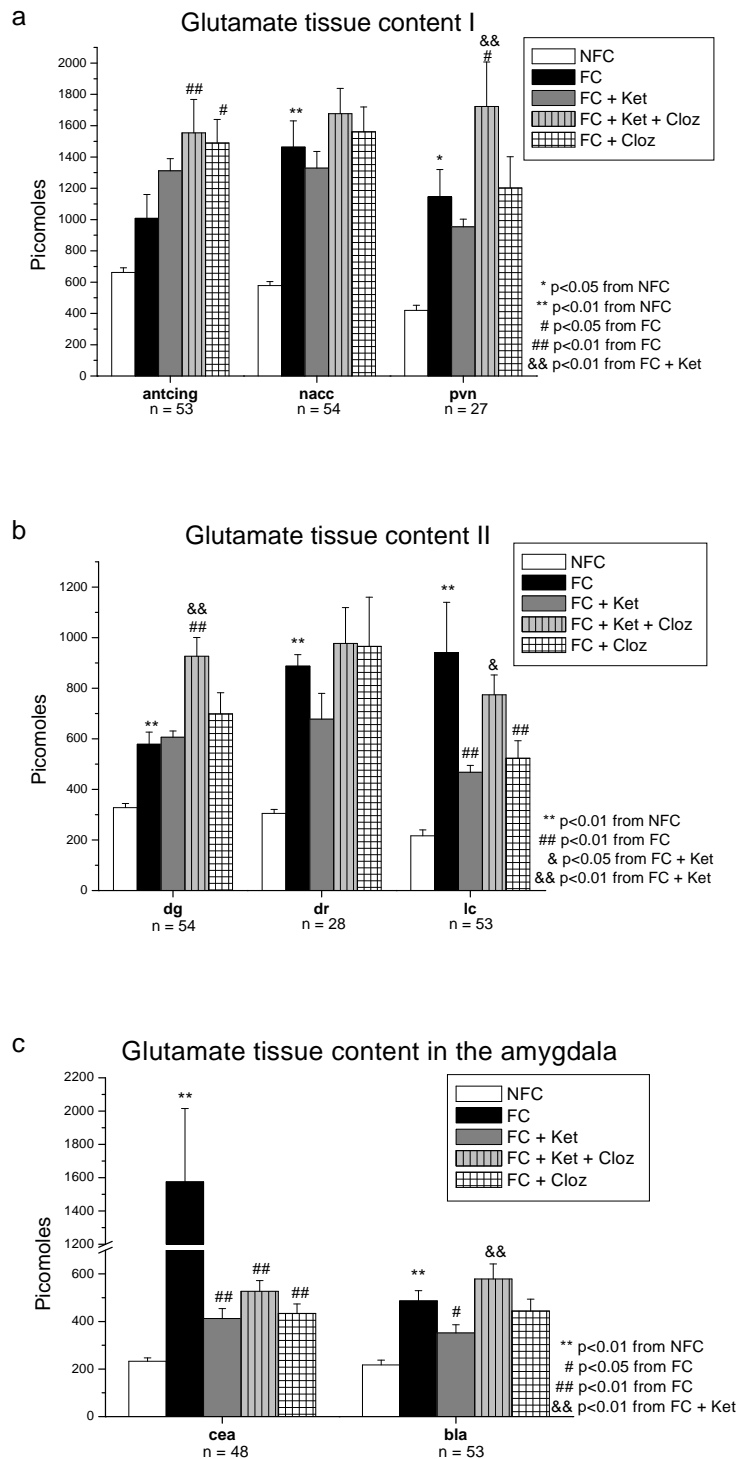 a
Glutamate tissue content I
&&
2000
NFC
##
#
FC
1800
#
**
FC + Ket
1600
FC + Ket + Cloz
1400
*
FC + Cloz
1200
1000
Picomoles
800
600
* p<0.05 from NFC
400
** p<0.01 from NFC
# p<0.05 from FC
200
## p<0.01 from FC
&& p<0.01 from FC + Ket
0
antcing nacc pvn
n = 53 n = 54 n = 27
b
Glutamate tissue content II
1200
**
NFC
**
FC
&&
FC + Ket
1000
##
FC + Ket + Cloz
&
FC + Cloz
800
**
##
##
600
Picomoles
400
** p<0.01 from NFC
## p<0.01 from FC
200
& p<0.05 from FC + Ket
&& p<0.01 from FC + Ket
0
dg dr lc
n = 54 n = 28 n = 53
c
Glutamate tissue content in the amygdala
2200
**
NFC
2000
FC
1800
FC + Ket
1600
FC + Ket + Cloz
1400
FC + Cloz
1200
&&
600
## ## ##
**
Picomoles
#
400
** p<0.01 from NFC
200
# p<0.05 from FC
## p<0.01 from FC
&& p<0.01 from FC + Ket
0
cea bla
n = 48 n = 53